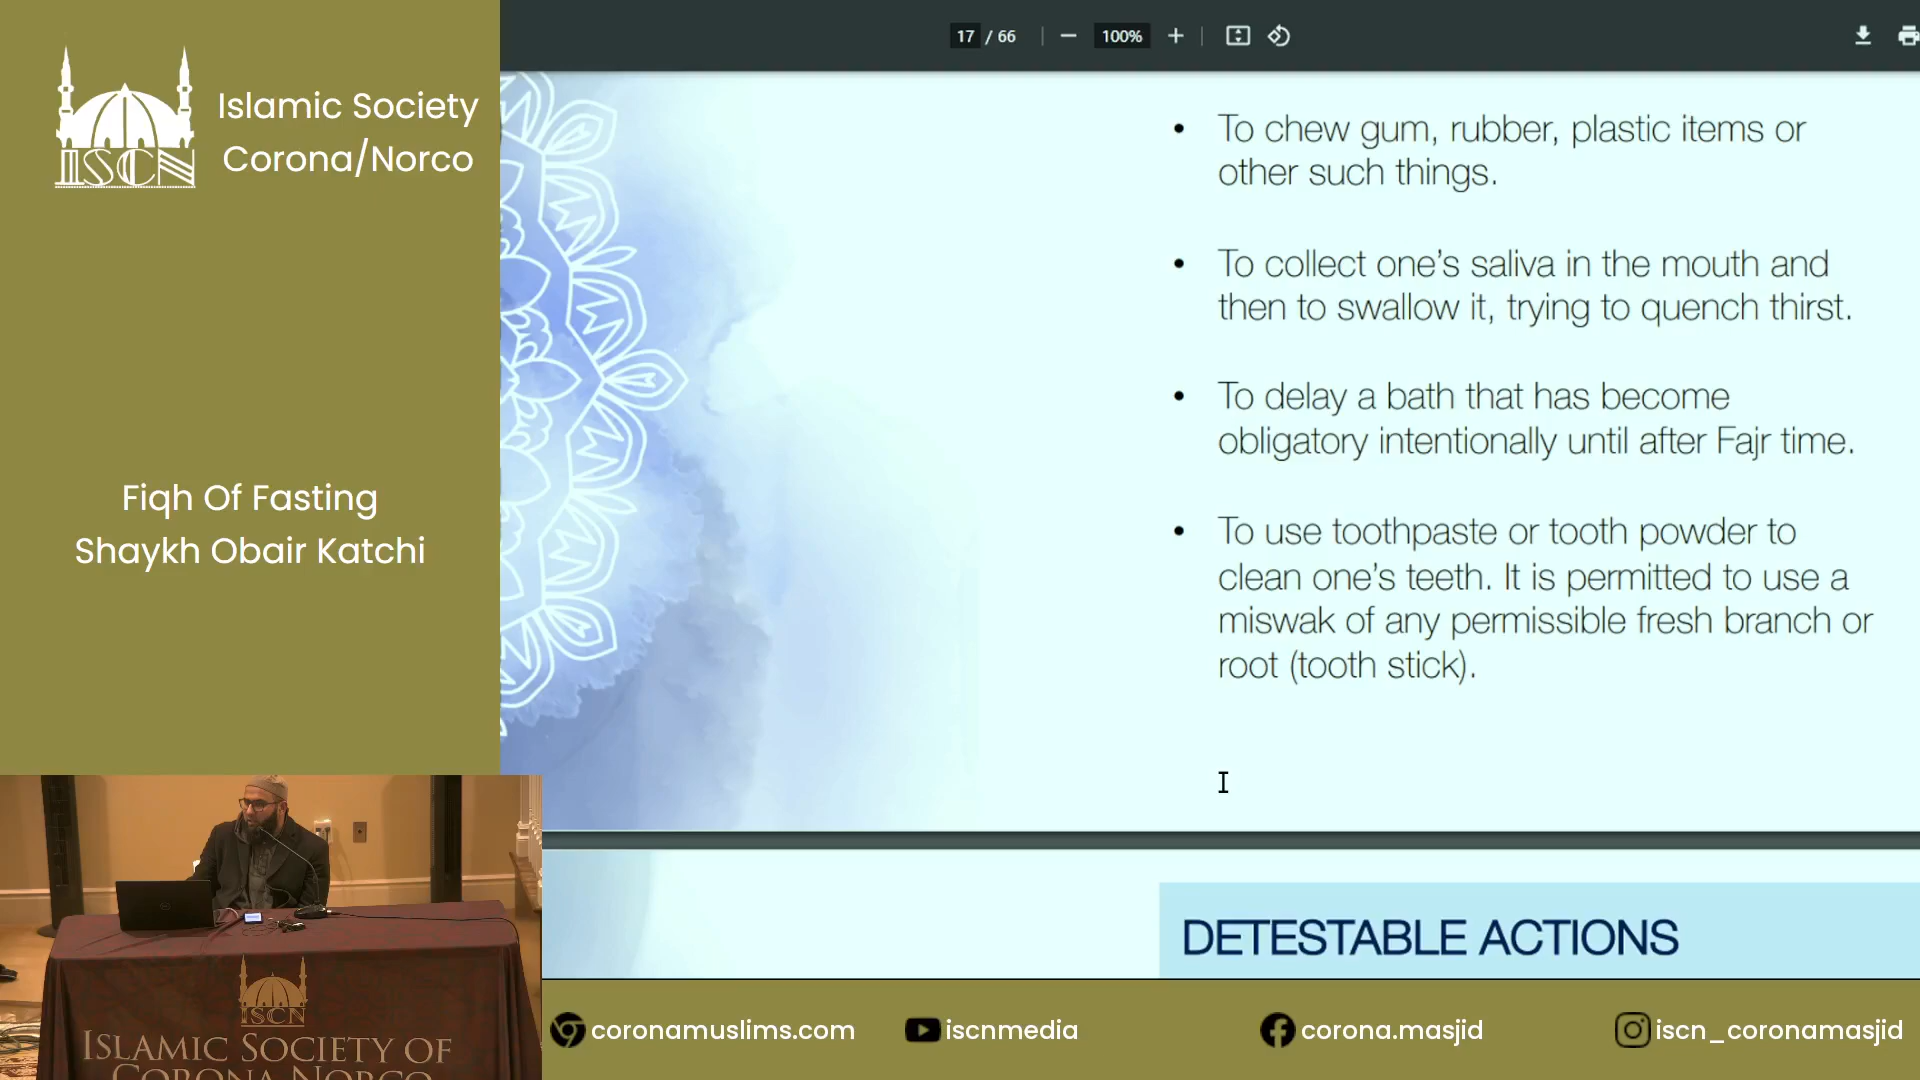 ISCN
Islamic Society
Corona/Norco
Fiqh Of Fasting
Shaykh Obair Katchi
17 / 66
100%
• To chew gum, rubber, plastic items or
other such things.
• To collect one's saliva in the mouth and
then to swallow it, trying to quench thirst.
• To delay a bath that has become
obligatory intentionally until after Fajr time.
• To use toothpaste or tooth powder to
clean one's teeth. It is permitted to use a
miswak of any permissible fresh branch or
root (tooth stick).
DETESTABLE ACTIONS
ISCN
ISLAMIC SOCIETY OF
CORONA NORCO
coronamuslims.com
iscnmedia
corona.masjid
iscn_coronamasjid